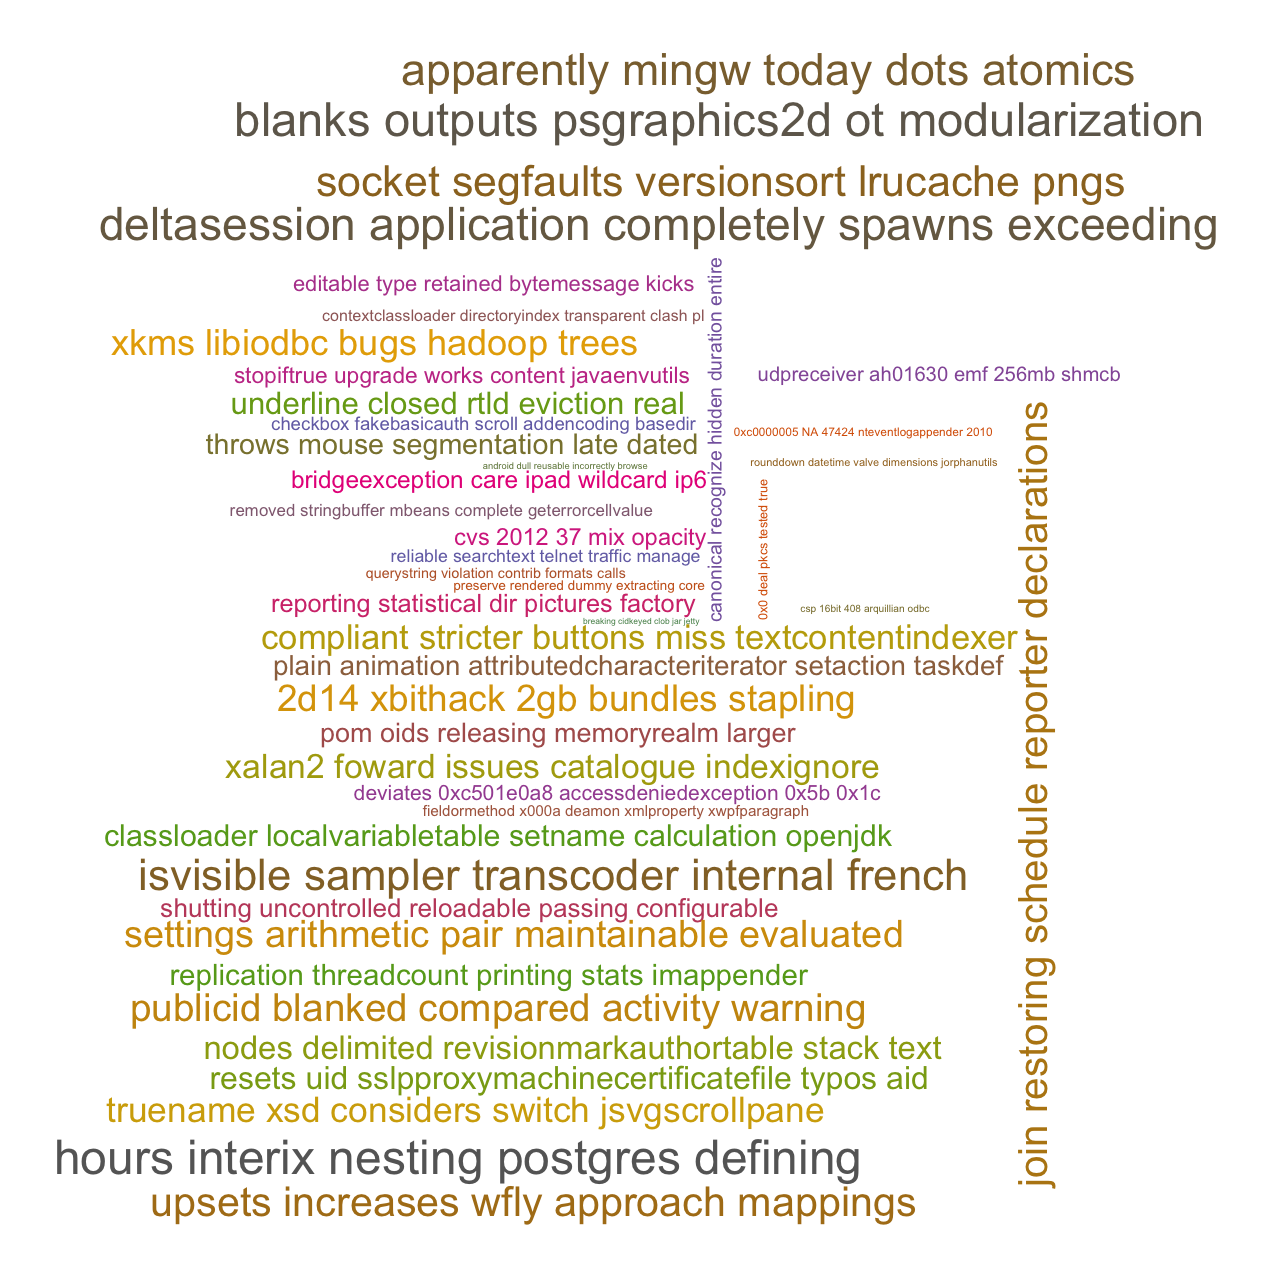 apparently mingw today dots atomics
blanks outputs psgraphics2d ot modularization
socket segfaults versionsort lrucache pngs
deltasession application completely spawns exceeding
editable type retained bytemessage kicks
contextclassloader directoryindex transparent clash pl
xkms libiodbc bugs hadoop trees
stopiftrue upgrade works content javaenvutils
underline closed rtld eviction real
checkbox fakebasicauth scroll addencoding basedir
throws mouse segmentation late dated
android dull reusable incorrectly browse
bridgeexception care ipad wildcard ip6
removed stringbuffer mbeans complete geterrorcellvalue
cvs 2012 37 mix opacity
reliable searchtext telnet traffic manage
querystring violation contrib formats calls
preserve rendered dummy extracting core
reporting statistical dir pictures factory
breaking cidkeyed clob jar jetty
canonical recognize hidden duration entire
udpreceiver ah01630 emf 256mb shmcb
0xc0000005 NA 47424 nteventlogappender 2010
rounddown datetime valve dimensions jorphanutils
0x0 deal pkcs tested true
csp 16bit 408 arquillian odbc
join restoring schedule reporter declarations
compliant stricter buttons miss textcontentindexer
plain animation attributedcharacteriterator setaction taskdef
2d14 xbithack 2gb bundles stapling
pom oids releasing memoryrealm larger
xalan2 foward issues catalogue indexignore
deviates 0xc501e0a8 accessdeniedexception 0x5b 0x1c
fieldormethod x000a deamon xmlproperty xwpfparagraph
classloader localvariabletable setname calculation openjdk
isvisible sampler transcoder internal french
shutting uncontrolled reloadable passing configurable
settings arithmetic pair maintainable evaluated
replication threadcount printing stats imappender
publicid blanked compared activity warning
nodes delimited revisionmarkauthortable stack text
resets uid sslpproxymachinecertificatefile typos aid
truename xsd considers switch jsvgscrollpane
hours interix nesting postgres defining
upsets increases wfly approach mappings